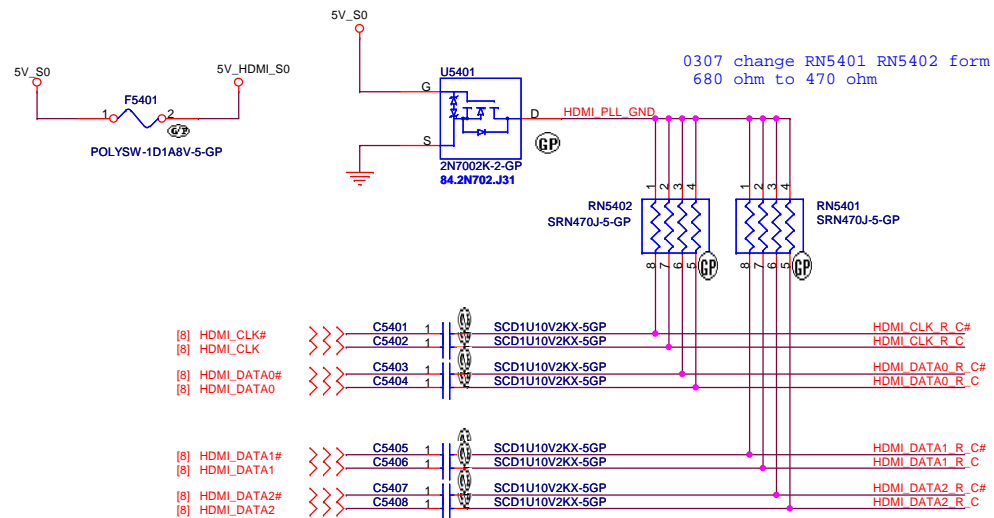 5V_S0
5V_S0
5V_HDMI_S0
F5401
1
2
GP
POLYSW-1D1A8V-5-GP
U5401
G
S
D
HDMI_PLL_GND
GP
2N7002K-2-GP
84.2N702.J31
0307 change RN5401 RN5402 form
680 ohm to 470 ohm
1 2 3 4
1 2 3 4
RN5402
SRN470J-5-GP
RN5401
SRN470J-5-GP
GP
GP
8 7 6 5
8 7 6 5
[8] HDMI_CLK# C5401 1 SCD1U10V2KX-5GP HDMI_CLK_R_C#
[8] HDMI_CLK C5402 1 SCD1U10V2KX-5GP HDMI_CLK_R_C
[8] HDMI_DATA0# C5403 1 SCD1U10V2KX-5GP HDMI_DATA0_R_C#
[8] HDMI_DATA0 C5404 1 SCD1U10V2KX-5GP HDMI_DATA0_R_C
[8] HDMI_DATA1# C5405 1 SCD1U10V2KX-5GP HDMI_DATA1_R_C#
[8] HDMI_DATA1 C5406 1 SCD1U10V2KX-5GP HDMI_DATA1_R_C
[8] HDMI_DATA2# C5407 1 SCD1U10V2KX-5GP HDMI_DATA2_R_C#
[8] HDMI_DATA2 C5408 1 SCD1U10V2KX-5GP HDMI_DATA2_R_C